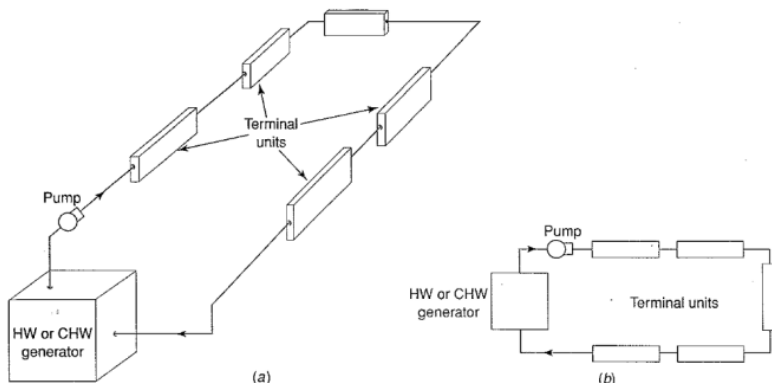 Terminal
units
Pump
HW or CHW
generator
(a)
Pump
HW or CHW
generator
Terminal units
(b)